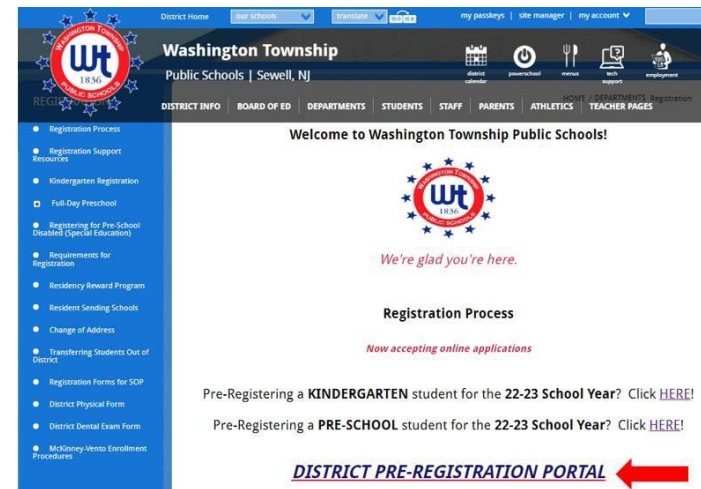 District Home
our schools
translate
my passkeys | site manager | my account
WASHINGTON TOWNSHIP
wt
1836
PUBLIC SCHOOLS
Washington Township
Public Schools | Sewell, NJ
district calendar
powerschool
menus
tech support
employment
HOME / DEPARTMENTS Registration
DISTRICT INFO | BOARD OF ED | DEPARTMENTS | STUDENTS | STAFF | PARENTS | ATHLETICS | TEACHER PAGES
Registration Process
Registration Support
Resources
Kindergarten Registration
Full-Day Preschool
Registering for Pre-School
Disabled (Special Education)
Requirements for
Registration
Residency Reward Program
Resident Sending Schools
Change of Address
Transferring Students Out of
District
Registration Forms for SOP
District Physical Form
District Dental Exam Form
McKinney-Vento Enrollment
Procedures
Welcome to Washington Township Public Schools!
WASHINGTON TOWNSHIP
wt
1836
PUBLIC SCHOOLS
We're glad you're here.
Registration Process
Now accepting online applications
Pre-Registering a KINDERGARTEN student for the 22-23 School Year? Click HERE!
Pre-Registering a PRE-SCHOOL student for the 22-23 School Year? Click HERE!
DISTRICT PRE-REGISTRATION PORTAL